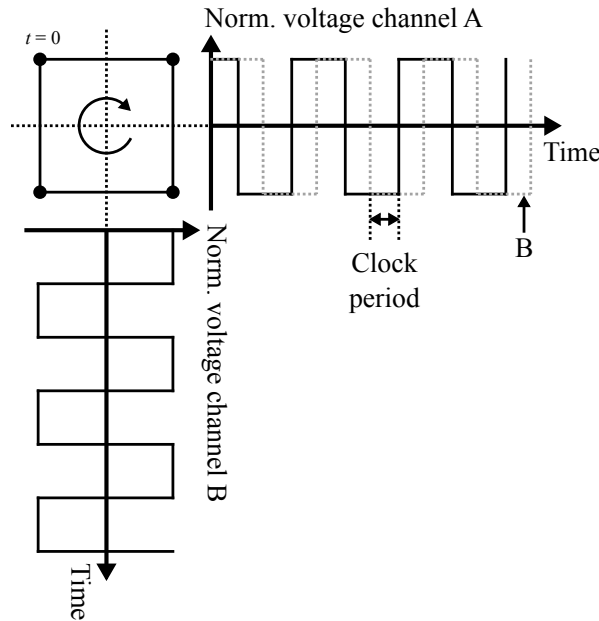 t = 0
Norm. voltage channel A
Time
B
Clock
period
Norm. voltage channel B
Time